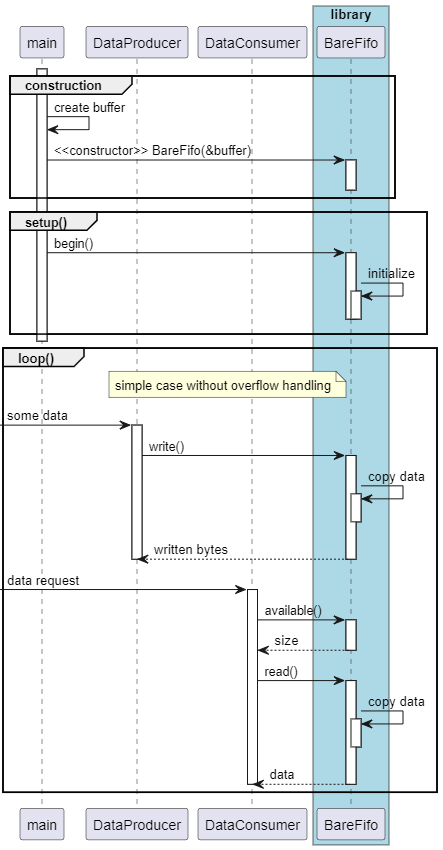 library
main
DataProducer
DataConsumer
BareFifo
construction
create buffer
<<constructor>> BareFifo(&buffer)
setup()
begin()
initialize
loop()
simple case without overflow handling
some data
write()
copy data
written bytes
data request
available()
size
read()
copy data
data
main
DataProducer
DataConsumer
BareFifo